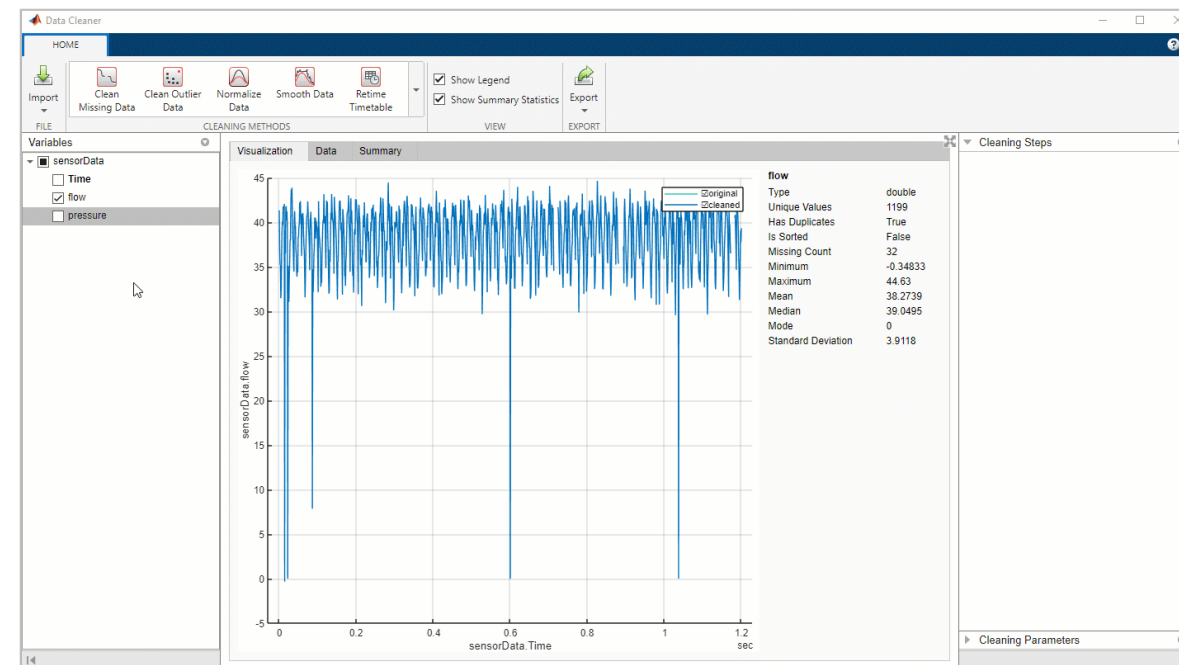 Data Cleaner
HOME
?
Import
Clean Missing Data
Clean Outlier Data
Normalize Data
Smooth Data
Retime Timetable
Show Legend
Show Summary Statistics
Export
FILE
CLEANING METHODS
VIEW
EXPORT
Variables
sensorData
Time
flow
pressure
Visualization Data Summary
45
40
35
30
25
20
15
10
5
0
-5
sensorData.flow
0 0.2 0.4 0.6 0.8 1 1.2
sensorData.Time
sec
original
cleaned
flow
Type double
Unique Values 1199
Has Duplicates True
Is Sorted False
Missing Count 32
Minimum -0.34833
Maximum 44.63
Mean 38.2739
Median 39.0495
Mode 0
Standard Deviation 3.9118
Cleaning Steps
Cleaning Parameters